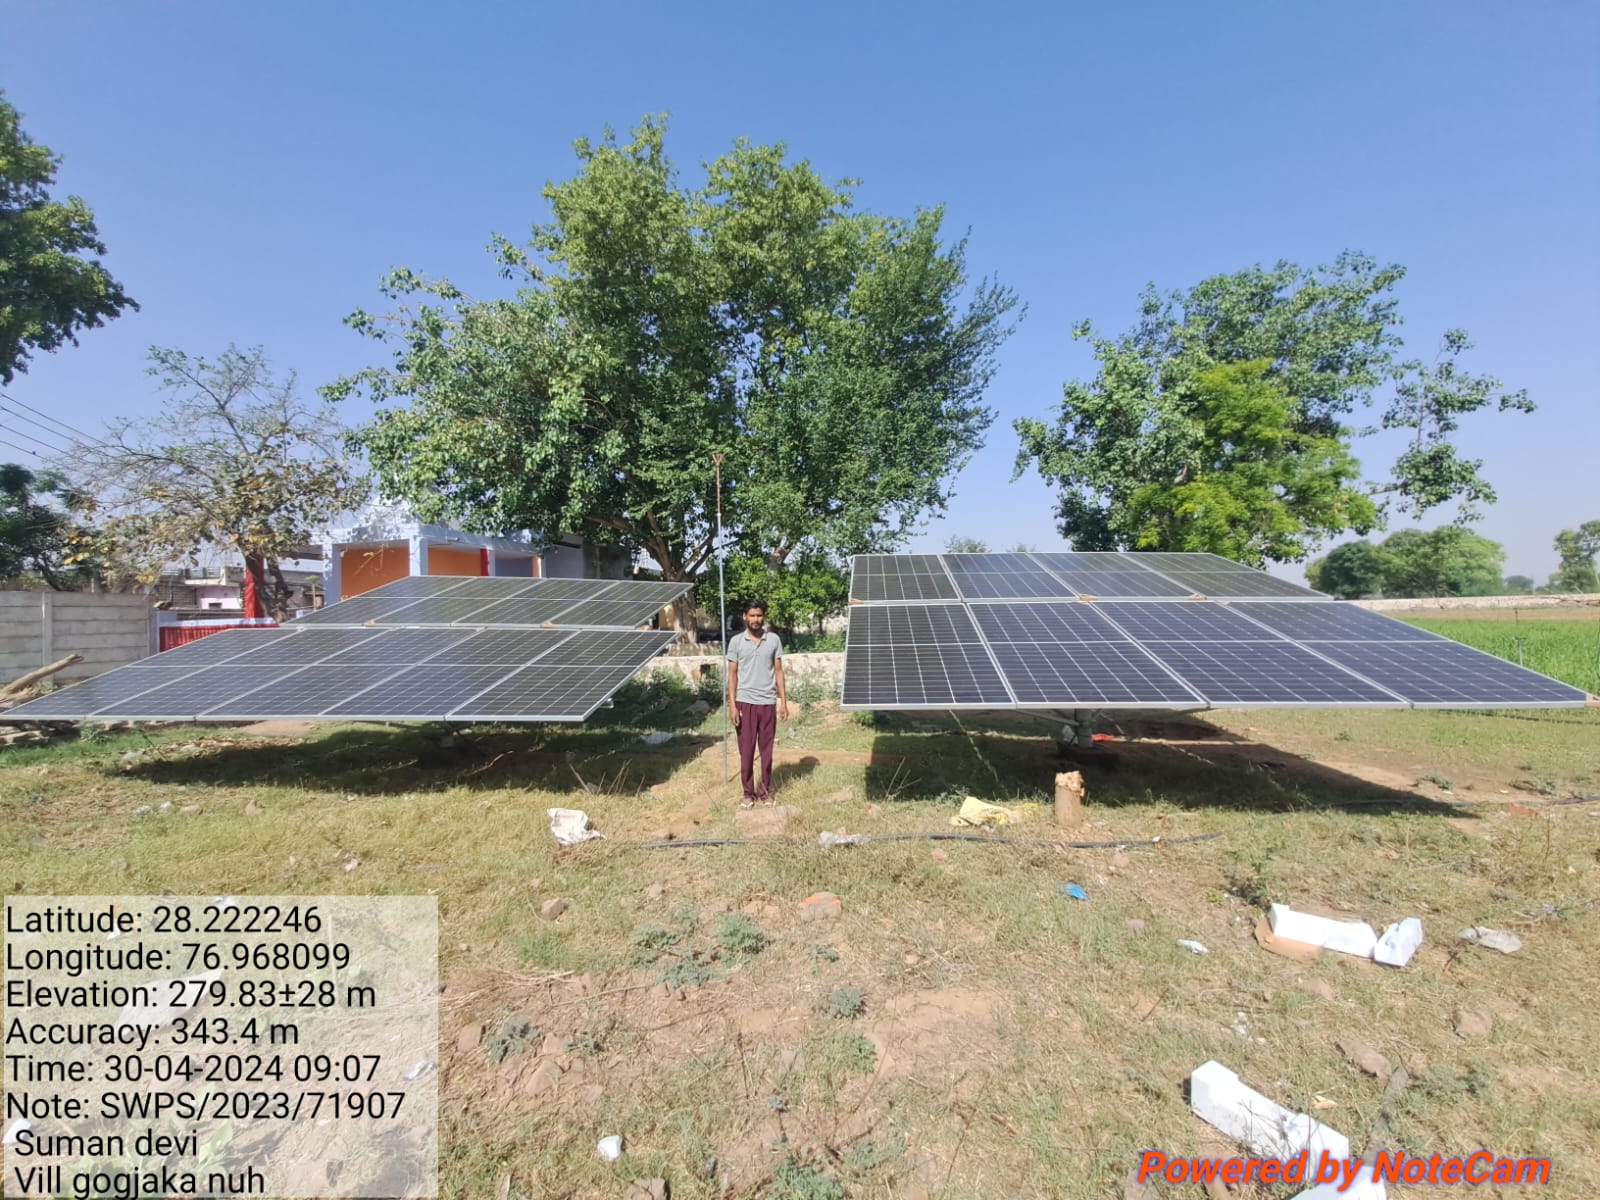 Latitude: 28.222246
Longitude: 76.968099
Elevation: 279.83±28 m
Accuracy: 343.4 m
Time: 30-04-2024 09:07
Note: SWPS/2023/71907
Suman devi
Vill gogjaka nuh
Powered by NoteCam